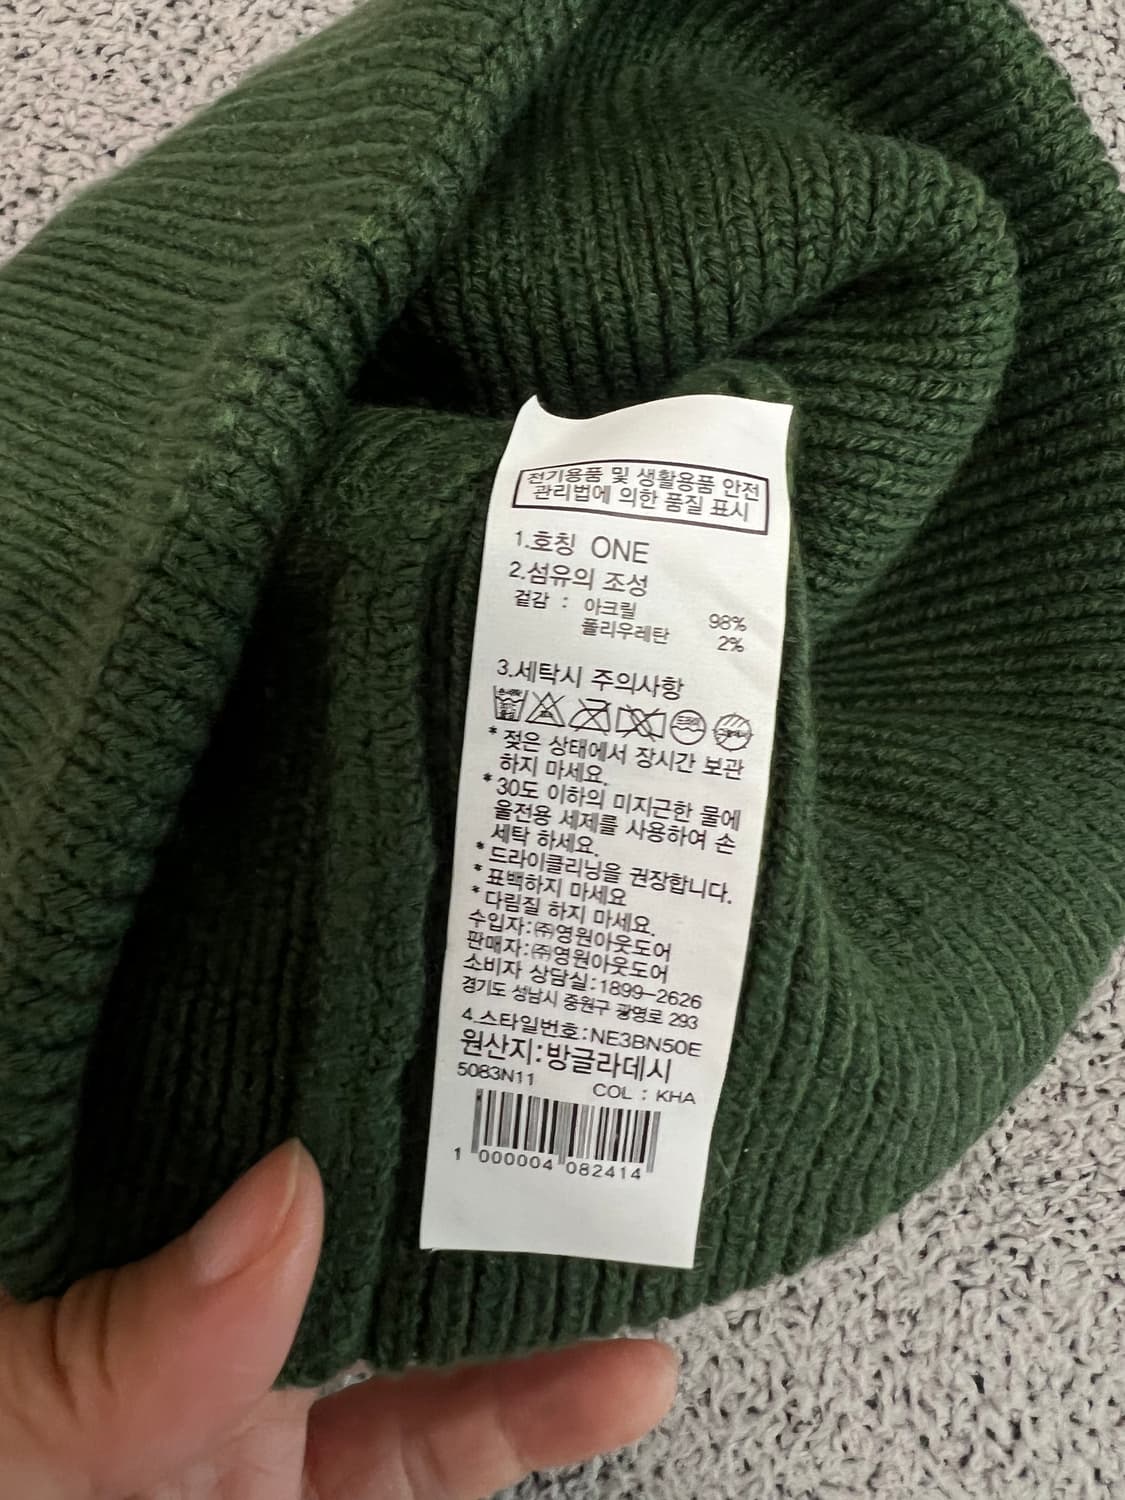 전기용품 및 생활용품 안전
관리법에 의한 품질 표시
1.호칭 ONE
2.섬유의 조성
겉감 : 아크릴 98%
폴리우레탄 2%
3.세탁시 주의사항
* 젖은 상태에서 장시간 보관
하지 마세요.
* 30도 이하의 미지근한 물에
울전용 세제를 사용하여 손
세탁 하세요.
* 드라이클리닝을 권장합니다.
* 표백하지 마세요
* 다림질 하지 마세요.
수입자:㈜영원아웃도어
판매자:㈜영원아웃도어
소비자 상담실:1899-2626
경기도 성남시 중원구 광명로 293
4.스타일번호:NE3BN50E
원산지:방글라데시
5083N11 COL : KHA
1 000004 082414